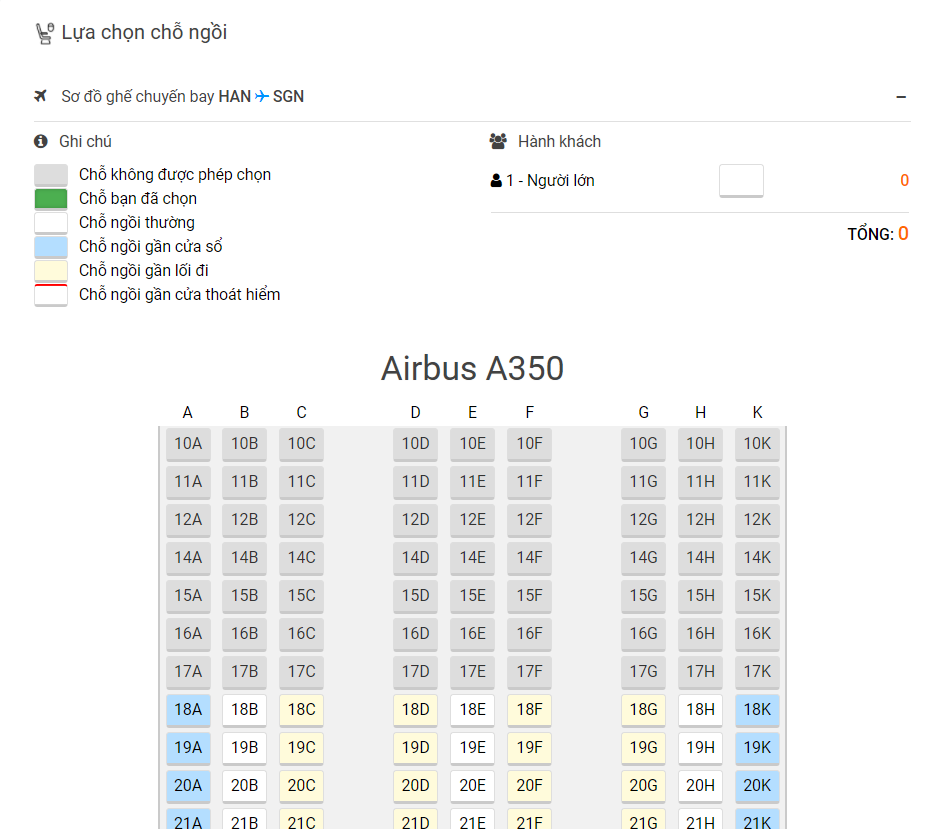 Lựa chọn chỗ ngồi
Sơ đồ ghế chuyến bay HAN SGN
Ghi chú
Chỗ không được phép chọn
Chỗ bạn đã chọn
Chỗ ngồi thường
Chỗ ngồi gần cửa sổ
Chỗ ngồi gần lối đi
Chỗ ngồi gần cửa thoát hiểm
Hành khách
1 - Người lớn 0
TỔNG: 0
Airbus A350
A B C D E F G H K
10A 10B 10C 10D 10E 10F 10G 10H 10K
11A 11B 11C 11D 11E 11F 11G 11H 11K
12A 12B 12C 12D 12E 12F 12G 12H 12K
14A 14B 14C 14D 14E 14F 14G 14H 14K
15A 15B 15C 15D 15E 15F 15G 15H 15K
16A 16B 16C 16D 16E 16F 16G 16H 16K
17A 17B 17C 17D 17E 17F 17G 17H 17K
18A 18B 18C 18D 18E 18F 18G 18H 18K
19A 19B 19C 19D 19E 19F 19G 19H 19K
20A 20B 20C 20D 20E 20F 20G 20H 20K
21A 21B 21C 21D 21E 21F 21G 21H 21K